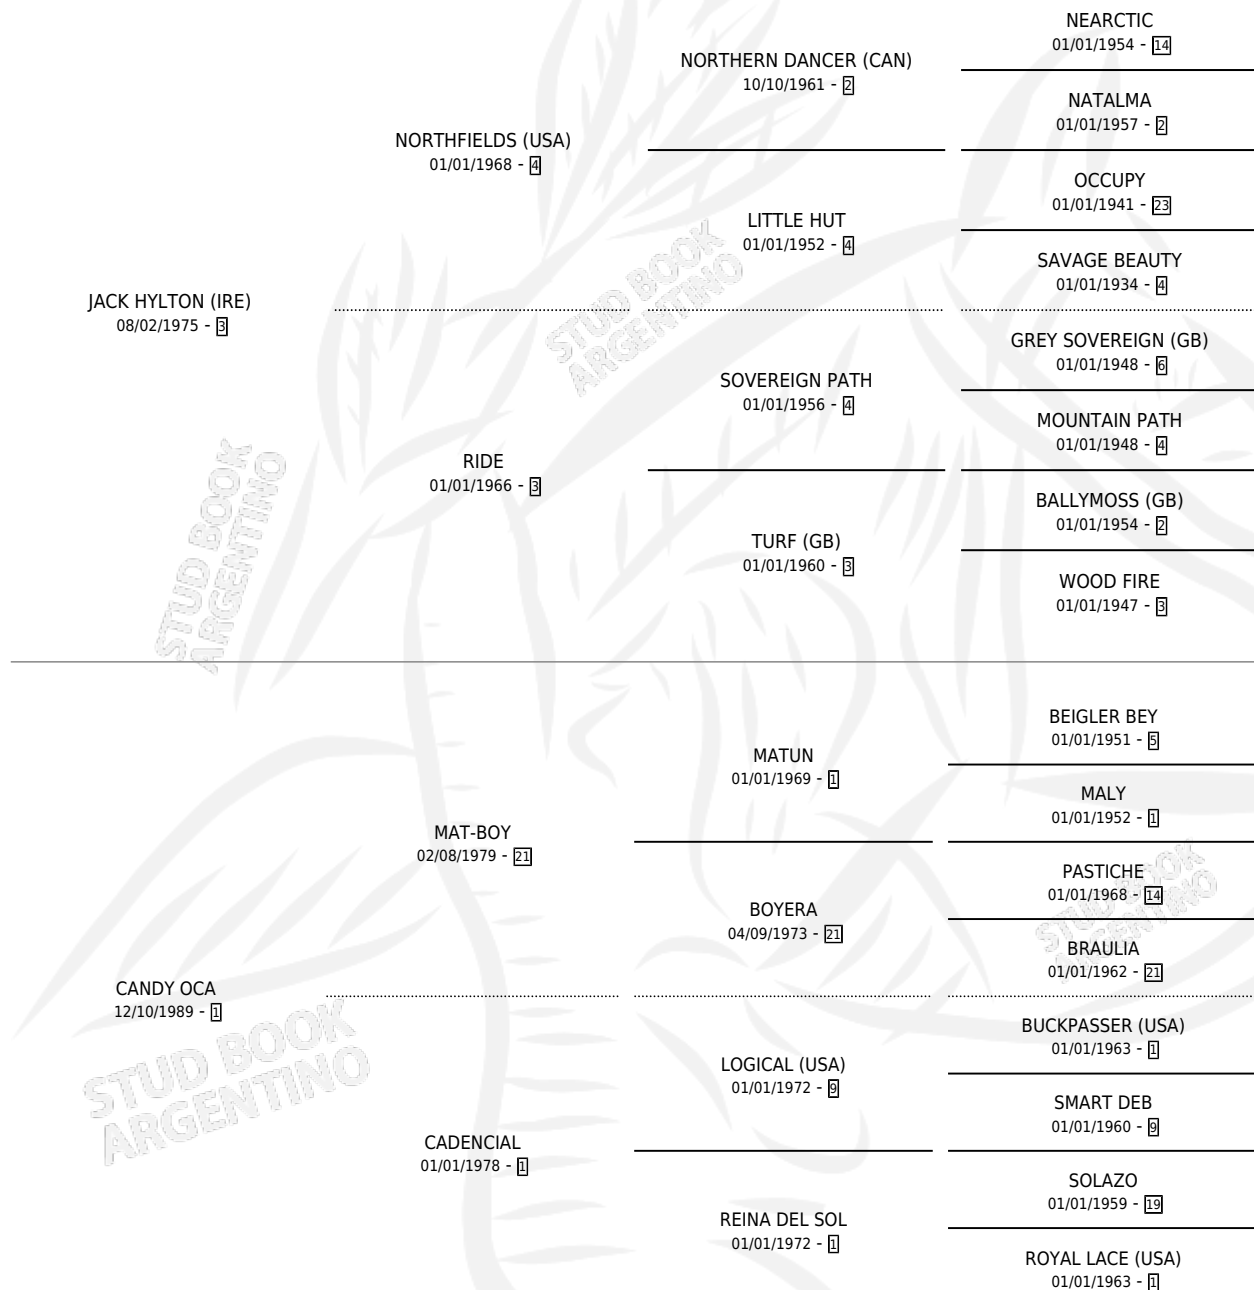 NEARCTIC
01/01/1954 - 14
NORTHERN DANCER (CAN)
10/10/1961 - 2
NATALMA
01/01/1957 - 2
NORTHFIELDS (USA)
01/01/1968 - 4
OCCUPY
01/01/1941 - 23
LITTLE HUT
01/01/1952 - 4
SAVAGE BEAUTY
01/01/1934 - 4
JACK HYLTON (IRE)
08/02/1975 - 3
STUD BOOK
ARGENTINO
GREY SOVEREIGN (GB)
01/01/1948 - 6
SOVEREIGN PATH
01/01/1956 - 4
MOUNTAIN PATH
01/01/1948 - 4
RIDE
01/01/1966 - 3
BALLYMOSS (GB)
01/01/1954 - 2
TURF (GB)
01/01/1960 - 3
WOOD FIRE
01/01/1947 - 3
STUD BOOK
ARGENTINO
BEIGLER BEY
01/01/1951 - 5
MATUN
01/01/1969 - 1
MALY
01/01/1952 - 1
MAT-BOY
02/08/1979 - 21
PASTICHE
01/01/1968 - 14
BOYERA
04/09/1973 - 21
BRAULIA
01/01/1962 - 21
STUD BOOK
ARGENTINO
CANDY OCA
12/10/1989 - 1
BUCKPASSER (USA)
01/01/1963 - 1
LOGICAL (USA)
01/01/1972 - 9
SMART DEB
01/01/1960 - 9
STUD BOOK
ARGENTINO
CADENCIAL
01/01/1978 - 1
SOLAZO
01/01/1959 - 19
REINA DEL SOL
01/01/1972 - 1
ROYAL LACE (USA)
01/01/1963 - 1